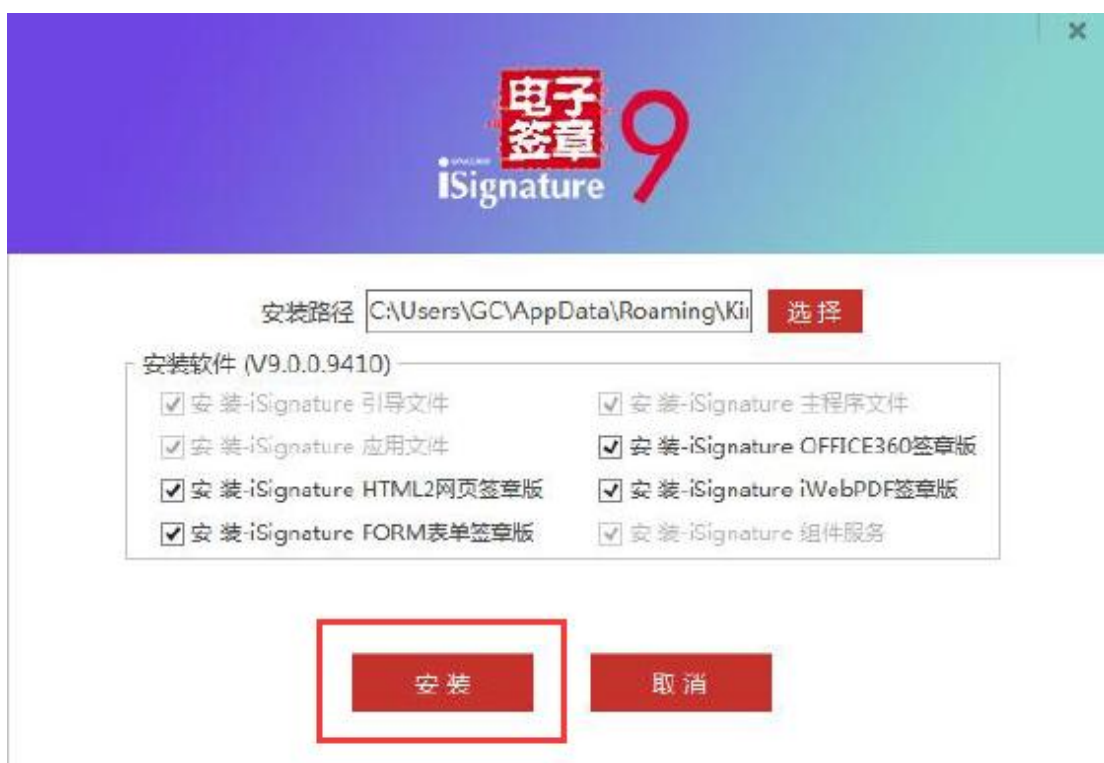 电子
签章
iSignature 9
安装路径 C:\Users\GC\AppData\Roaming\Kin 选 择
安装软件 (V9.0.0.9410)
安 装-iSignature 引导文件 安 装-iSignature 主程序文件
安 装-iSignature 应用文件 安 装-iSignature OFFICE360签章版
安 装-iSignature HTML2网页签章版 安 装-iSignature iWebPDF签章版
安 装-iSignature FORM表单签章版 安 装-iSignature 组件服务
安 装 取 消